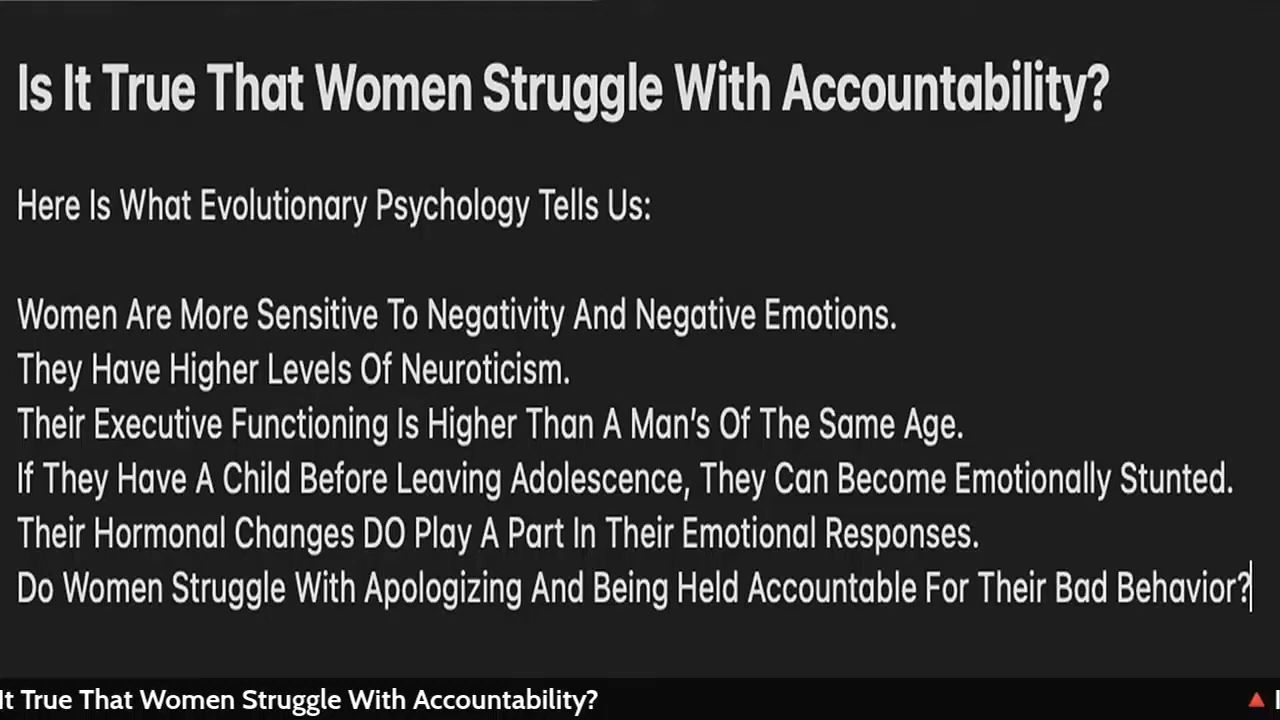 Is It True That Women Struggle With Accountability?
Here Is What Evolutionary Psychology Tells Us:
Women Are More Sensitive To Negativity And Negative Emotions.
They Have Higher Levels Of Neuroticism.
Their Executive Functioning Is Higher Than A Man’s Of The Same Age.
If They Have A Child Before Leaving Adolescence, They Can Become Emotionally Stunted.
Their Hormonal Changes DO Play A Part In Their Emotional Responses.
Do Women Struggle With Apologizing And Being Held Accountable For Their Bad Behavior?
It True That Women Struggle With Accountability? 🔺